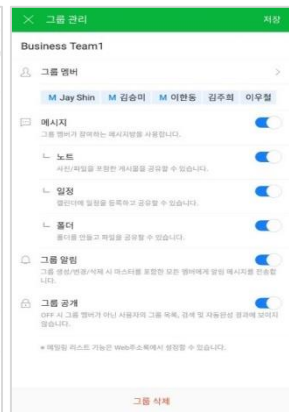 그룹 관리
저장
Business Team1
그룹 멤버
M Jay Shin M 김승미 M 이한동 김주희 이우철
메시지
그룹 멤버가 참여하는 메시지방을 사용합니다.
노트
사진/파일을 포함한 게시글을 공유할 수 있습니다.
일정
캘린더에 일정을 등록하고 공유할 수 있습니다.
폴더
폴더를 만들고 파일을 공유할 수 있습니다.
그룹 알림
그룹 생성/변경/삭제 시 마스터를 포함한 모든 멤버에게 알림 메시지를 전송합
니다.
그룹 공개
OFF 시 그룹 멤버가 아닌 사용자의 그룹 목록, 검색 및 자동완성 결과에 보이지
않습니다.
* 메일링 리스트 기능은 Web주소록에서 설정할 수 있습니다.
그룹 삭제